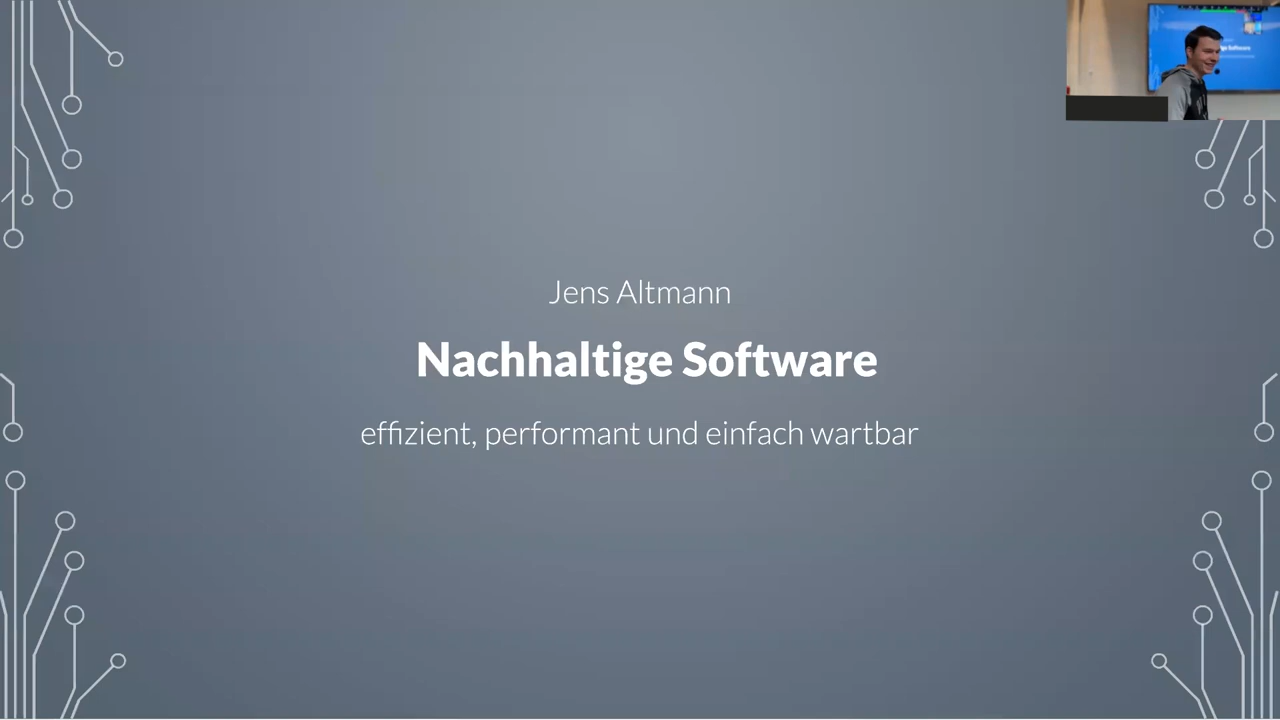 Jens Altmann
Nachhaltige Software
effizient, performant und einfach wartbar